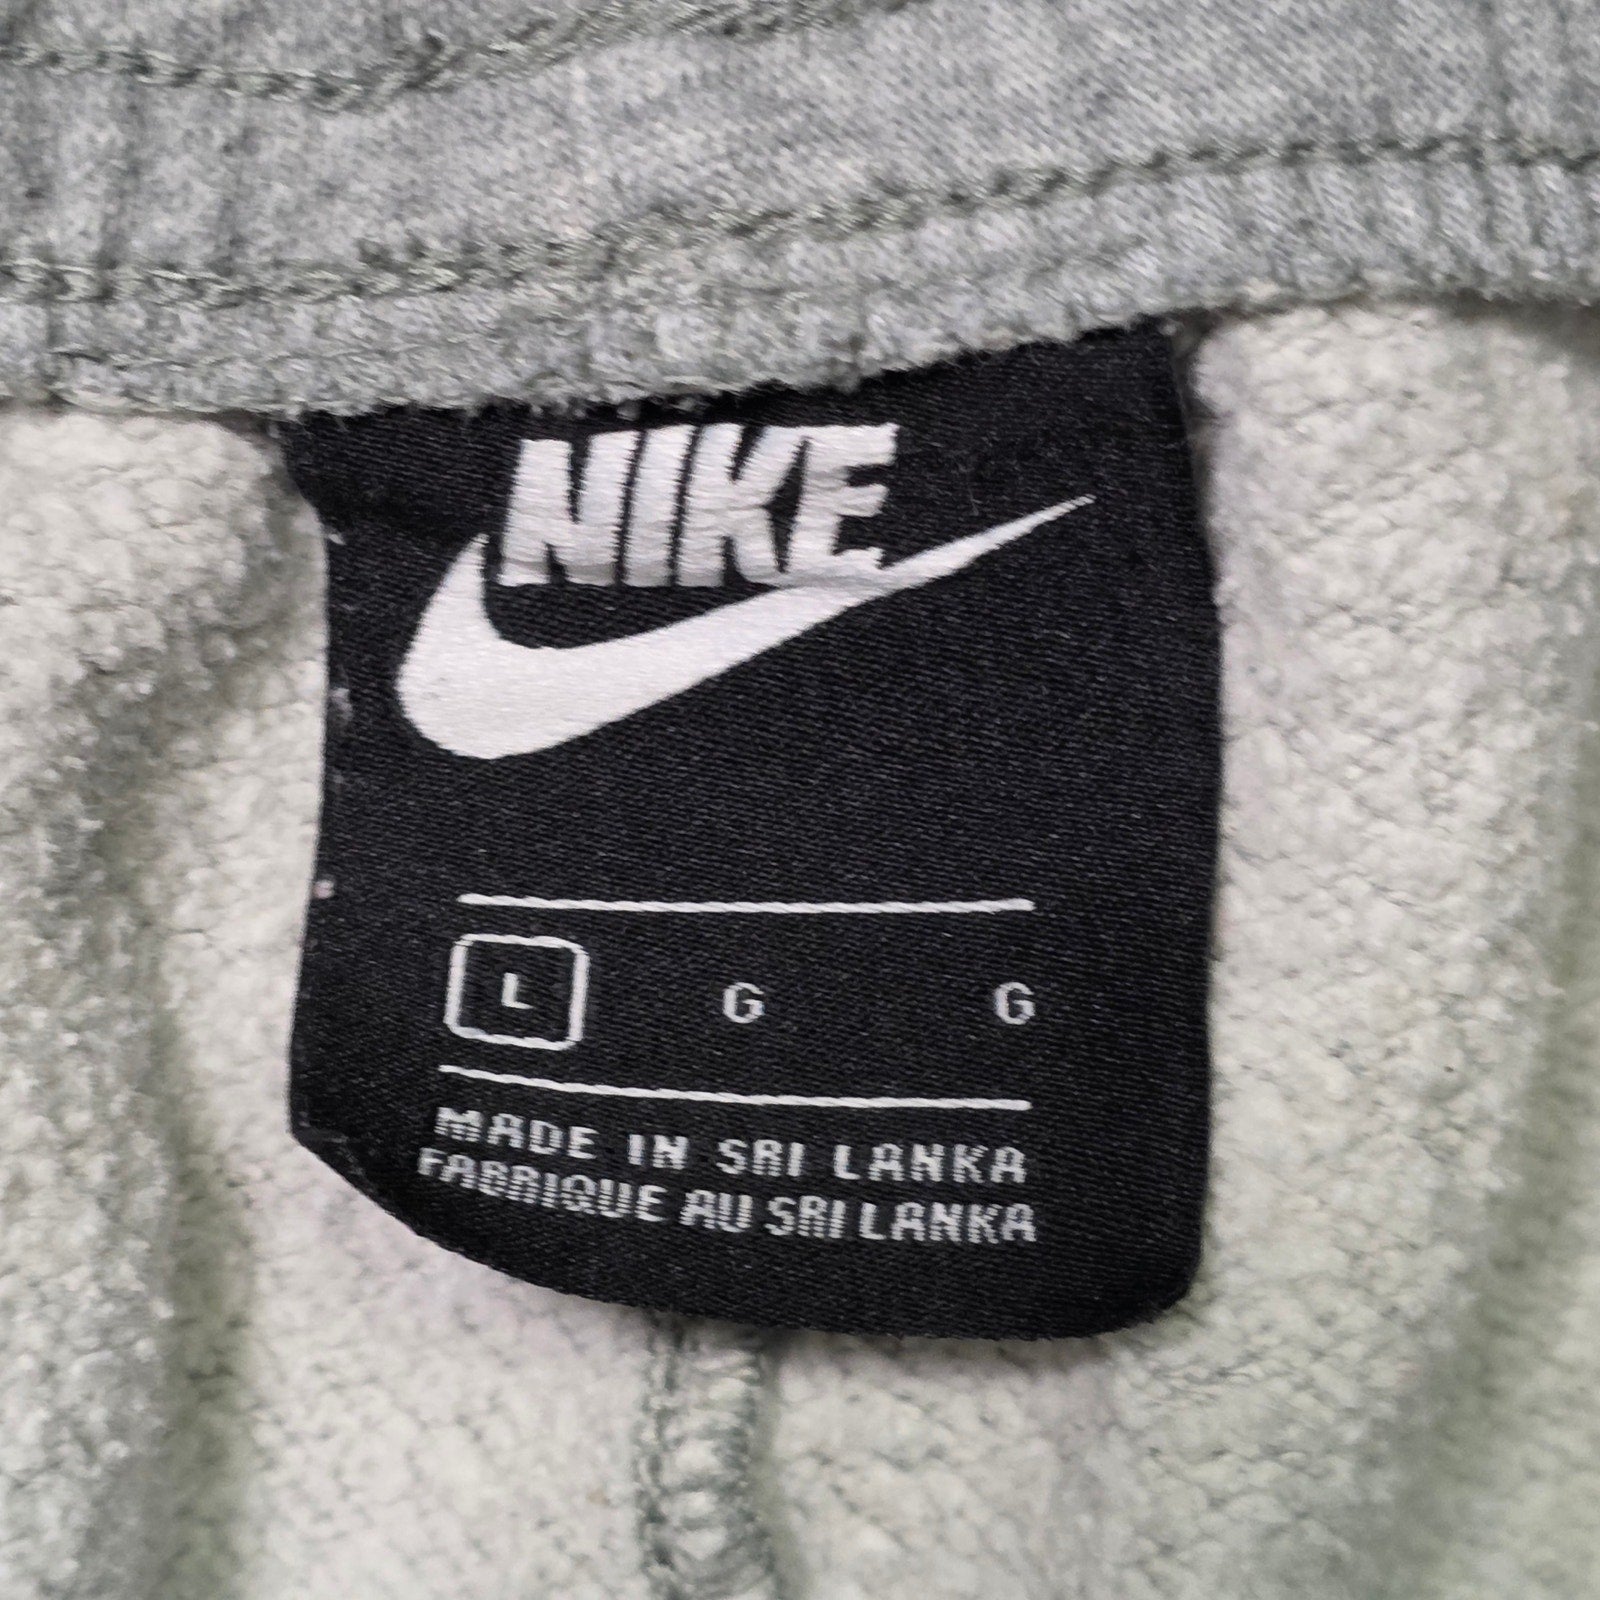 NIKE
L G G
MADE IN SRI LANKA
FABRIQUE AU SRI LANKA